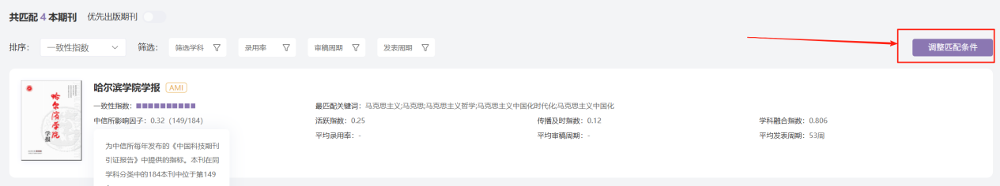 共匹配 4 本期刊 优先出版期刊
排序: 一致性指数 筛选: 筛选学科 录用率 审稿周期 发表周期 调整匹配条件
哈尔滨学院学报 AMI
一致性指数: 最匹配关键词: 马克思主义;马克思;马克思主义哲学;马克思主义中国化时代化;马克思主义中国化
中信所影响因子: 0.32（149/184） 活跃指数: 0.25 传播及时指数: 0.12 学科融合指数: 0.806
平均录用率: - 平均审稿周期: - 平均发表周期: 53周
为中信所每年发布的《中国科技期刊
引证报告》中提供的指标。本刊在同
学科分类中的184本刊中位于第149
哈尔滨学院
学报